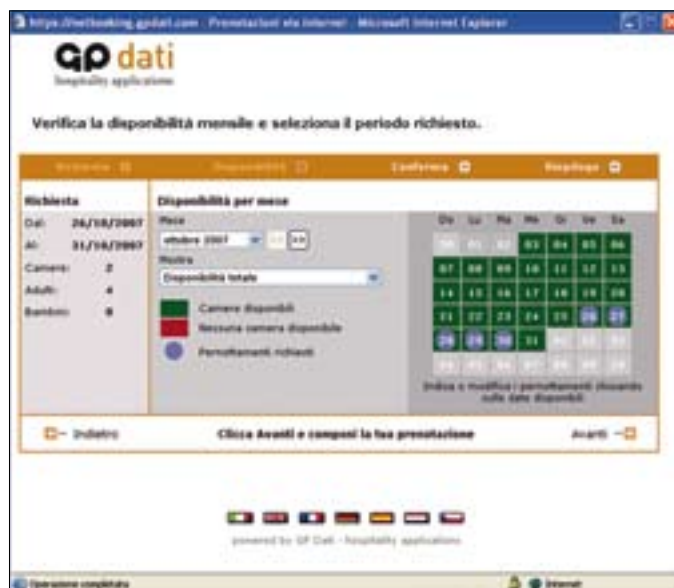 https://netbooking.gpdati.com - Prenotazioni via internet - Microsoft Internet Explorer
GP dati
hospitality applications
Verifica la disponibilità mensile e seleziona il periodo richiesto.
Richiesta Disponibilità Conferma Riepilogo
Richiesta
Dal: 26/10/2007
Al: 31/10/2007
Camere: 2
Adulti: 4
Bambini: 0
Disponibilità per mese
Mese
ottobre 2007 >>
Mostra
Disponibilità totale
Camere disponibili
Nessuna camera disponibile
Pernottamenti richiesti
Do Lu Ma Me Gi Ve Sa
30 01 02 03 04 05 06
07 08 09 10 11 12 13
14 15 16 17 18 19 20
21 22 23 24 25 26 27
28 29 30 31
Indica o modifica i pernottamenti cliccando
sulle date disponibili
Indietro Clicca Avanti e componi la tua prenotazione Avanti
powered by GP Dati - hospitality applications
Operazione completata Internet